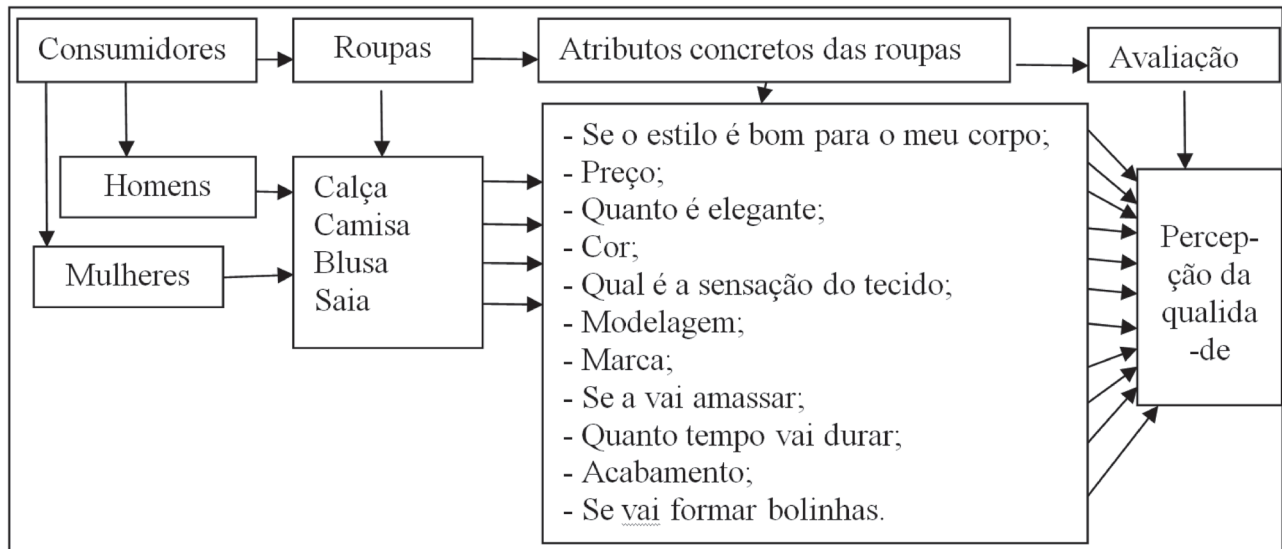 Consumidores
Roupas
Atributos concretos das roupas
Avaliação
Homens
Mulheres
Calça
Camisa
Blusa
Saia
- Se o estilo é bom para o meu corpo;
- Preço;
- Quanto é elegante;
- Cor;
- Qual é a sensação do tecido;
- Modelagem;
- Marca;
- Se a vai amassar;
- Quanto tempo vai durar;
- Acabamento;
- Se vai formar bolinhas.
Percep-
ção da
qualida
-de